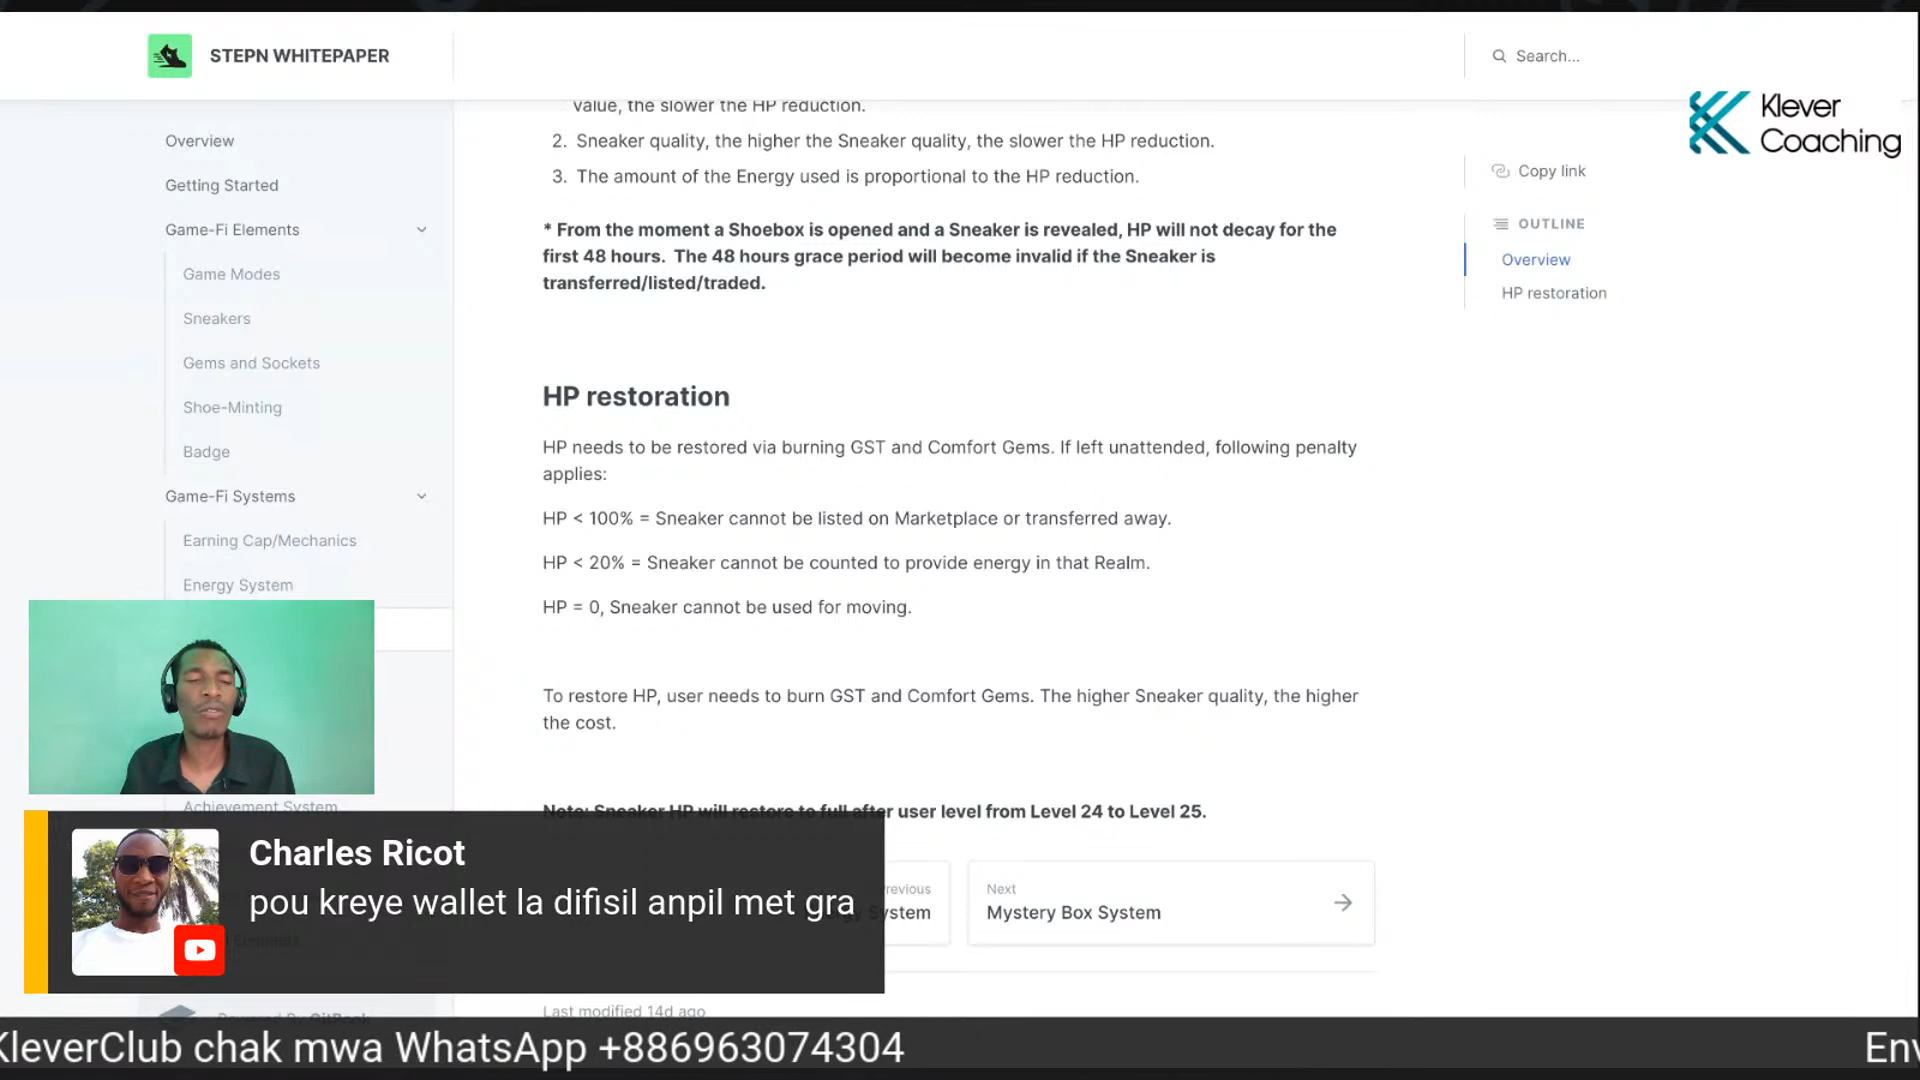 STEPN WHITEPAPER
Search...
Klever
Coaching
Overview
Getting Started
Game-Fi Elements
Game Modes
Sneakers
Gems and Sockets
Shoe-Minting
Badge
Game-Fi Systems
Earning Cap/Mechanics
Energy System
Achievement System
Powered By GitBook
value, the slower the HP reduction.
2. Sneaker quality, the higher the Sneaker quality, the slower the HP reduction.
3. The amount of the Energy used is proportional to the HP reduction.
* From the moment a Shoebox is opened and a Sneaker is revealed, HP will not decay for the
first 48 hours. The 48 hours grace period will become invalid if the Sneaker is
transferred/listed/traded.
HP restoration
HP needs to be restored via burning GST and Comfort Gems. If left unattended, following penalty
applies:
HP < 100% = Sneaker cannot be listed on Marketplace or transferred away.
HP < 20% = Sneaker cannot be counted to provide energy in that Realm.
HP = 0, Sneaker cannot be used for moving.
To restore HP, user needs to burn GST and Comfort Gems. The higher Sneaker quality, the higher
the cost.
Note: Sneaker HP will restore to full after user level from Level 24 to Level 25.
Next
Mystery Box System
Last modified 14d ago
Copy link
OUTLINE
Overview
HP restoration
Charles Ricot
pou kreye wallet la difisil anpil met gra
KleverClub chak mwa WhatsApp +886963074304
Env